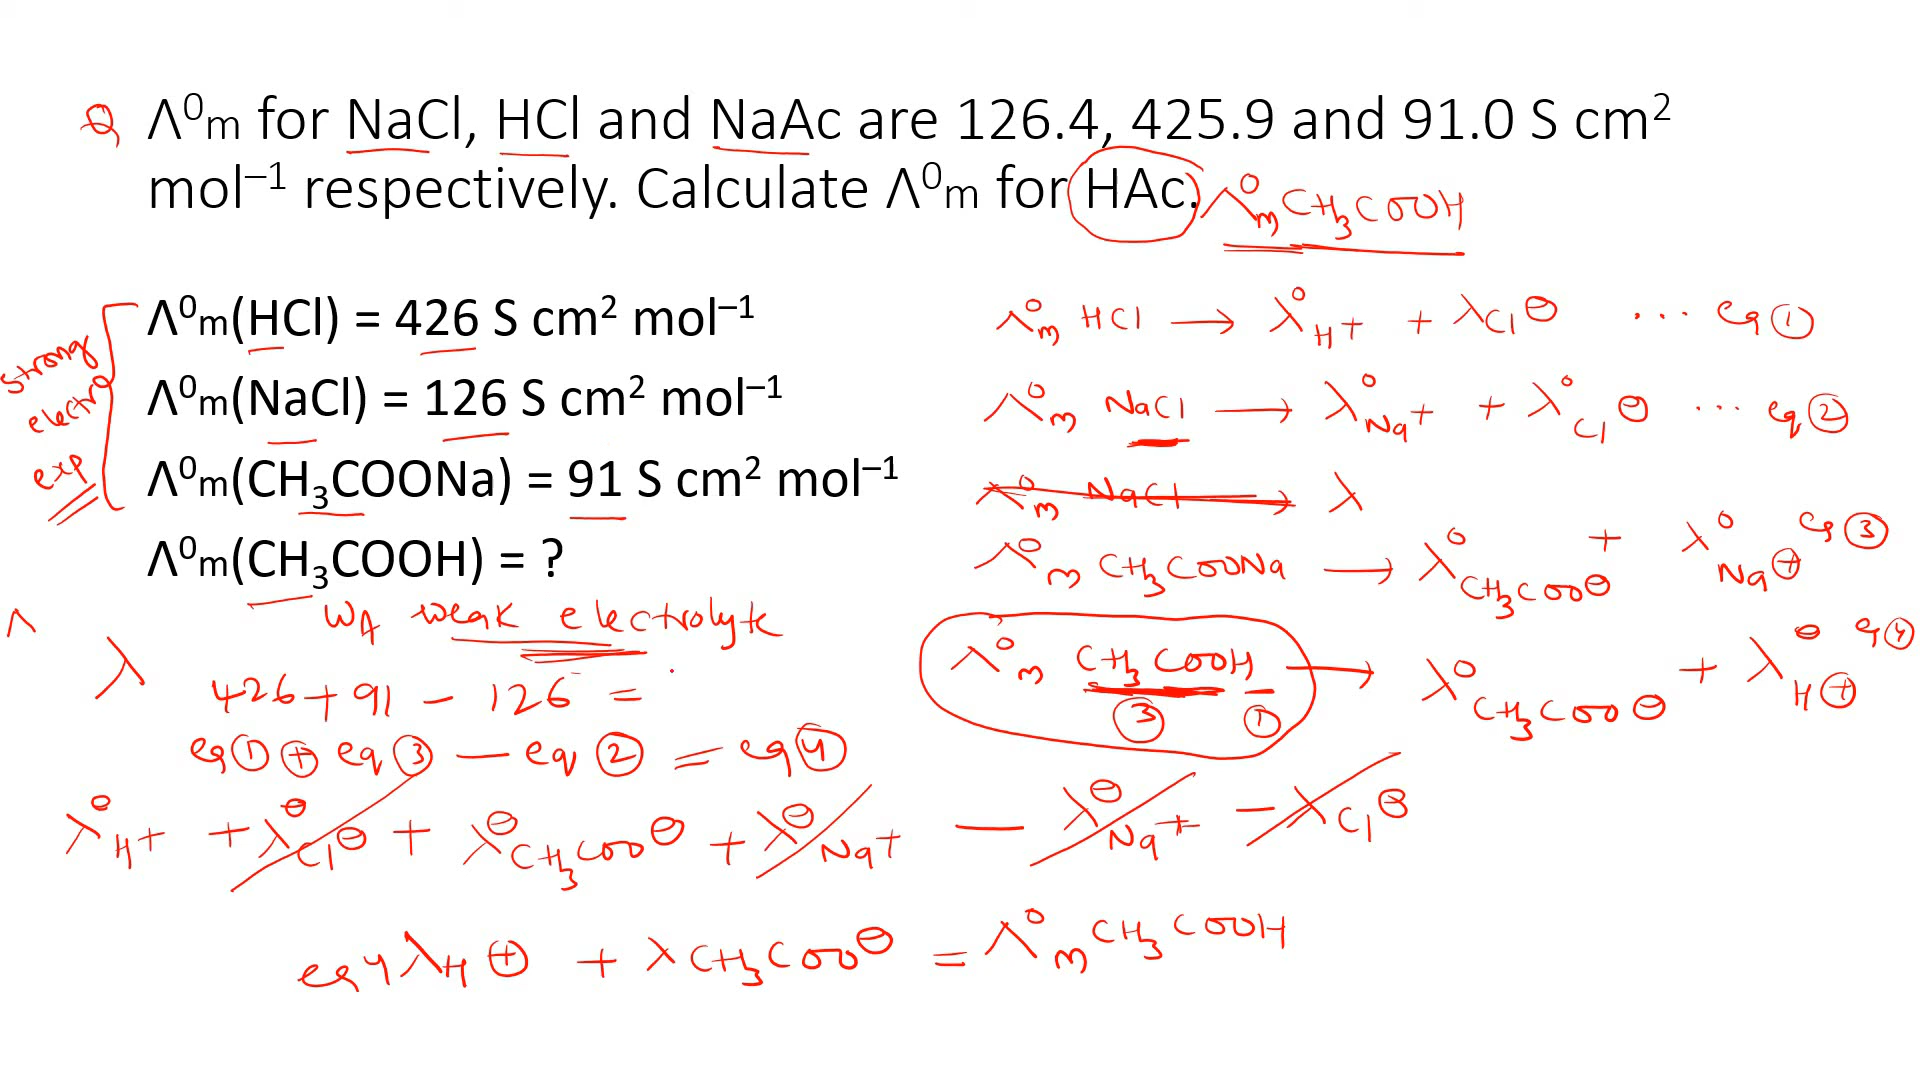 Q Λ⁰m for NaCl, HCl and NaAc are 126.4, 425.9 and 91.0 S cm²
mol⁻¹ respectively. Calculate Λ⁰m for HAc. Λ⁰m CH₃COOH
Λ⁰m(HCl) = 426 S cm² mol⁻¹
Λ⁰m(NaCl) = 126 S cm² mol⁻¹
Λ⁰m(CH₃COONa) = 91 S cm² mol⁻¹
Λ⁰m(CH₃COOH) = ?
strong
electro
exp
WA weak electrolyte
Λ λ
426 + 91 - 126 =
eq ① ⊕ eq ③ - eq ② = eq ④
Λ⁰m HCl → λ⁰H+ + λCl⊖ ... eq ①
Λ⁰m NaCl → λ⁰Na+ + λ⁰Cl⊖ ... eq ②
Λ⁰m NaCl → λ
Λ⁰m CH₃COONa → λ⁰CH₃COO⊖ + λ⁰Na⊕ eq ③
Λ⁰m CH₃COOH → λ⁰CH₃COO⊖ + λ⊖H⊕ eq ④
③ ①
λ⊖H+ + λ⊖Cl⊖ + λ⊖CH₃COO⊖ + λ⊖Na+ - λ⊖Na+ - λCl⊖
eq 4 λH⊕ + λCH₃COO⊖ = Λ⁰m CH₃COOH